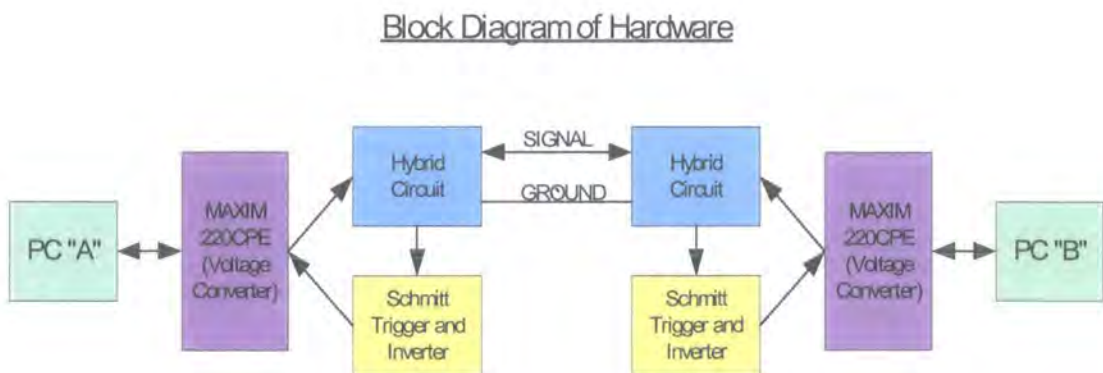 Block Diagram of Hardware
SIGNAL
Hybrid
Circuit
Hybrid
Circuit
GROUND
MAXIM
220CPE
(Voltage
Converter)
MAXIM
220CPE
(Voltage
Converter)
PC "A"
PC "B"
Schmitt
Trigger and
Inverter
Schmitt
Trigger and
Inverter